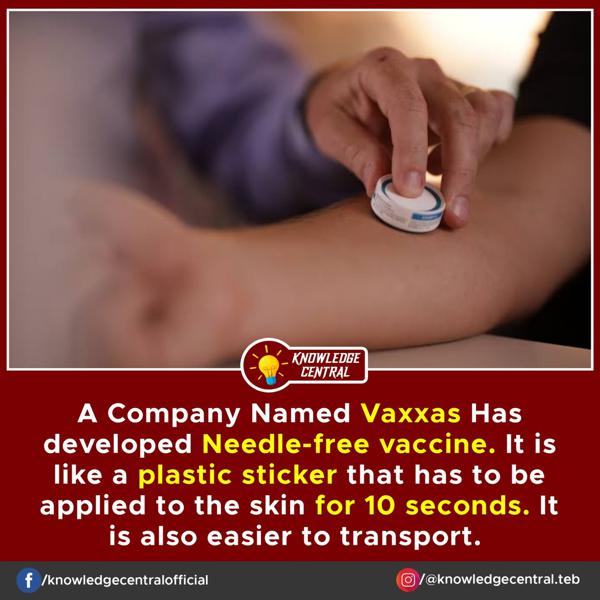 KNOWLEDGE
CENTRAL
A Company Named Vaxxas Has
developed Needle-free vaccine. It is
like a plastic sticker that has to be
applied to the skin for 10 seconds. It
is also easier to transport.
/knowledgecentralofficial
/@knowledgecentral.teb